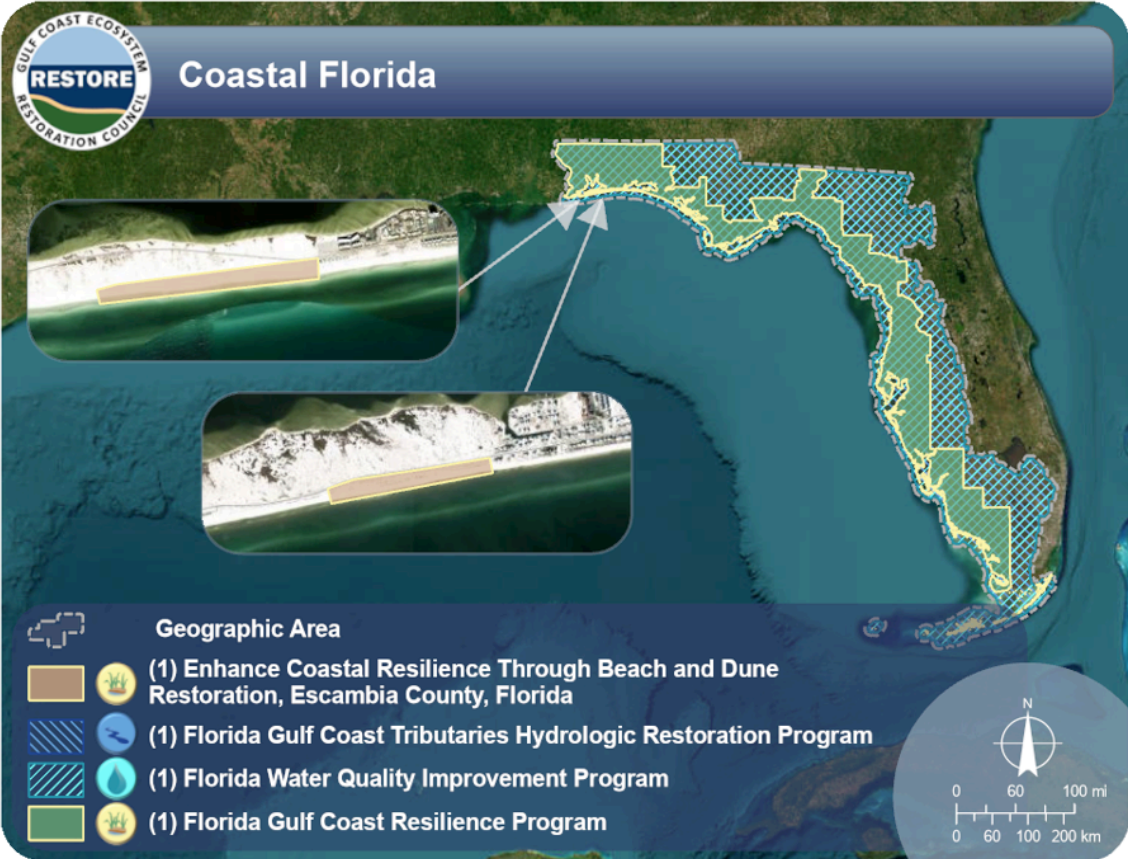 GULF COAST ECOSYSTEM
RESTORE
RESTORATION COUNCIL
Coastal Florida
Geographic Area
(1) Enhance Coastal Resilience Through Beach and Dune
Restoration, Escambia County, Florida
(1) Florida Gulf Coast Tributaries Hydrologic Restoration Program
(1) Florida Water Quality Improvement Program
(1) Florida Gulf Coast Resilience Program
N
0 60 100 mi
0 60 100 200 km